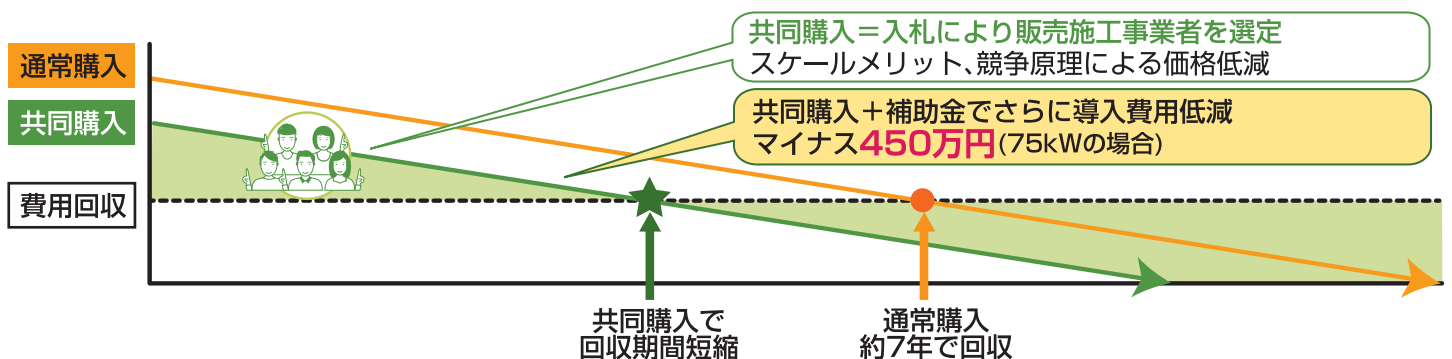 通常購入
共同購入
費用回収
共同購入＝入札により販売施工事業者を選定
スケールメリット、競争原理による価格低減
共同購入＋補助金でさらに導入費用低減
マイナス450万円(75kWの場合)
共同購入で
回収期間短縮
通常購入
約7年で回収